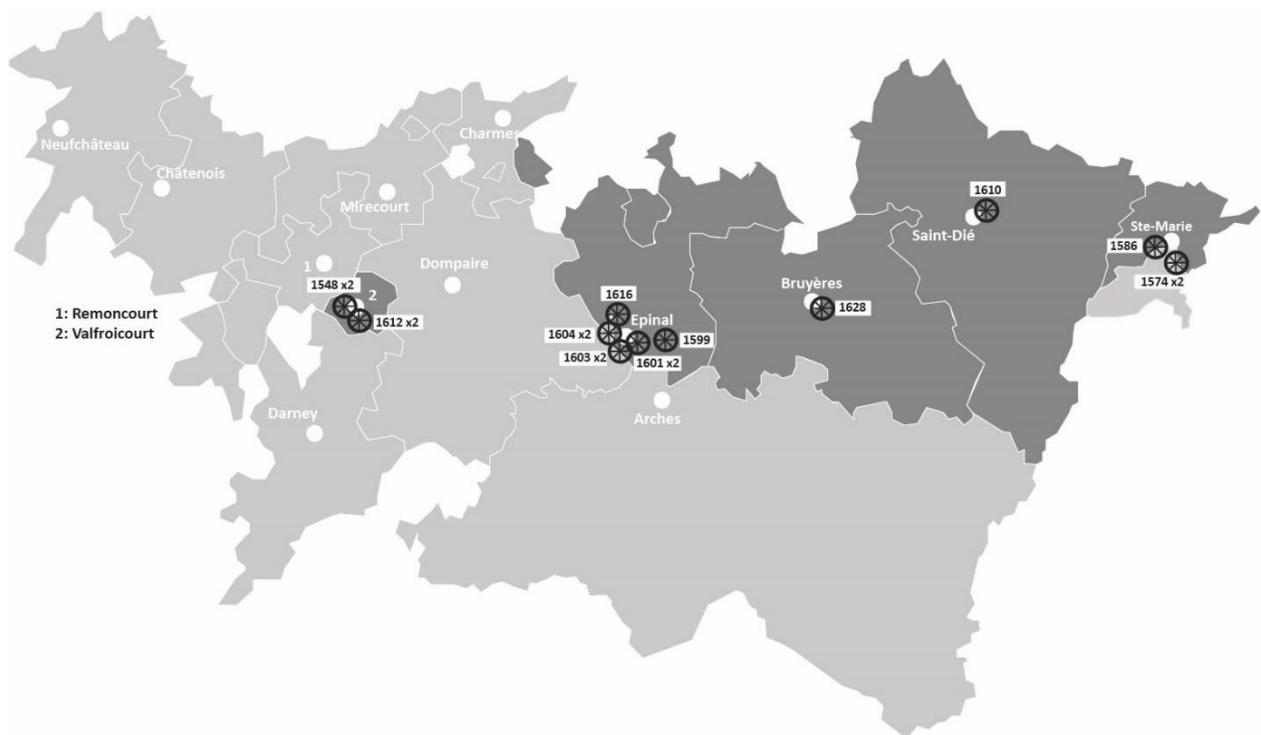 Charmes
Neufchâteau
Châtenois
Mirecourt
1610
Saint-Dié
Ste-Marie
1586
1574 x2
1
Dompaire
1548 x2
2
1612 x2
1: Remoncourt
2: Valfroicourt
Bruyères
1628
1616
Epinal
1604 x2
1599
1603 x2
1601 x2
Arches
Darney